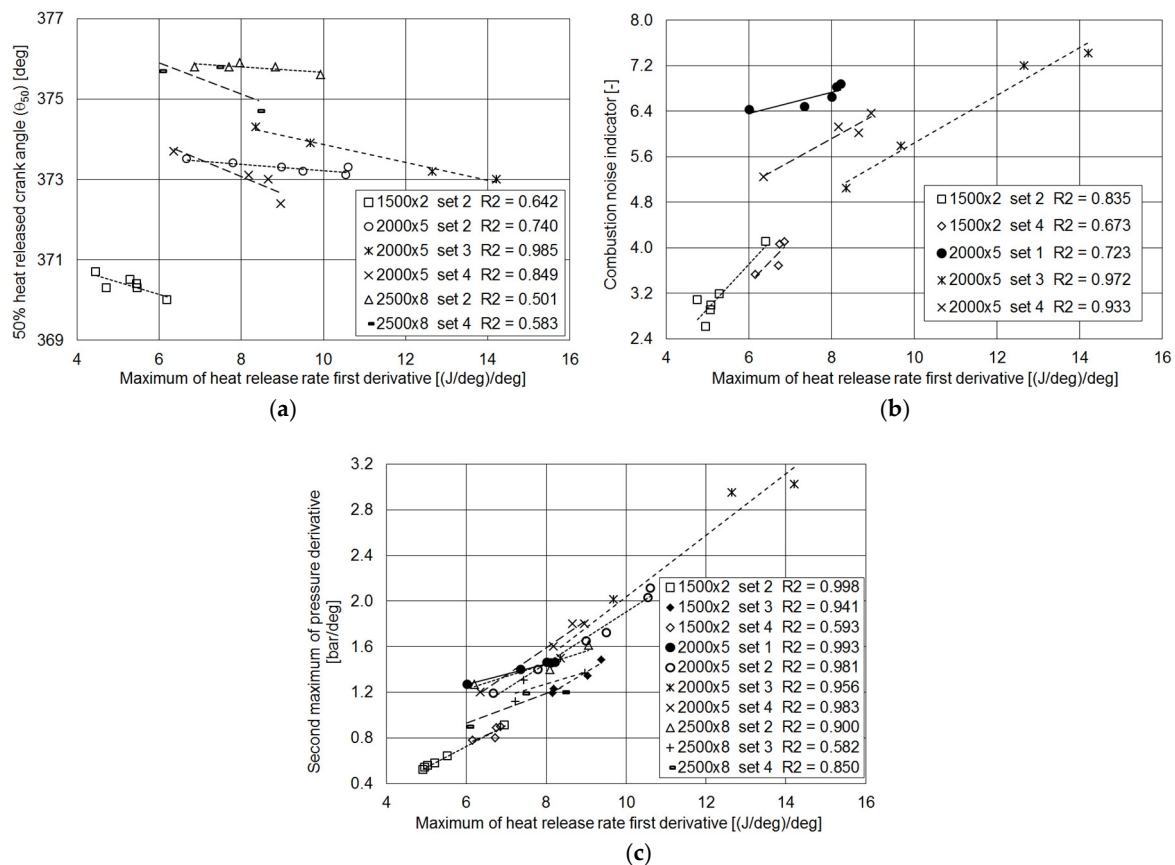 377
375
373
371
369
50% heat released crank angle (θ50) [deg]
1500x2 set 2 R2 = 0.642
2000x5 set 2 R2 = 0.740
2000x5 set 3 R2 = 0.985
2000x5 set 4 R2 = 0.849
2500x8 set 2 R2 = 0.501
2500x8 set 4 R2 = 0.583
4 6 8 10 12 14 16
Maximum of heat release rate first derivative [(J/deg)/deg]
(a)
7.2
6.4
5.6
4.8
4.0
3.2
2.4
Combustion noise indicator [-]
1500x2 set 2 R2 = 0.835
1500x2 set 4 R2 = 0.673
2000x5 set 1 R2 = 0.723
2000x5 set 3 R2 = 0.972
2000x5 set 4 R2 = 0.933
4 6 8 10 12 14 16
Maximum of heat release rate first derivative [(J/deg)/deg]
(b)
3.2
2.8
2.4
2.0
1.6
1.2
0.8
0.4
Second maximum of pressure derivative
[bar/deg]
1500x2 set 2 R2 = 0.998
1500x2 set 3 R2 = 0.941
1500x2 set 4 R2 = 0.593
2000x5 set 1 R2 = 0.993
2000x5 set 2 R2 = 0.981
2000x5 set 3 R2 = 0.956
2000x5 set 4 R2 = 0.983
2500x8 set 2 R2 = 0.900
2500x8 set 3 R2 = 0.582
2500x8 set 4 R2 = 0.850
4 6 8 10 12 14 16
Maximum of heat release rate first derivative [(J/deg)/deg]
(c)